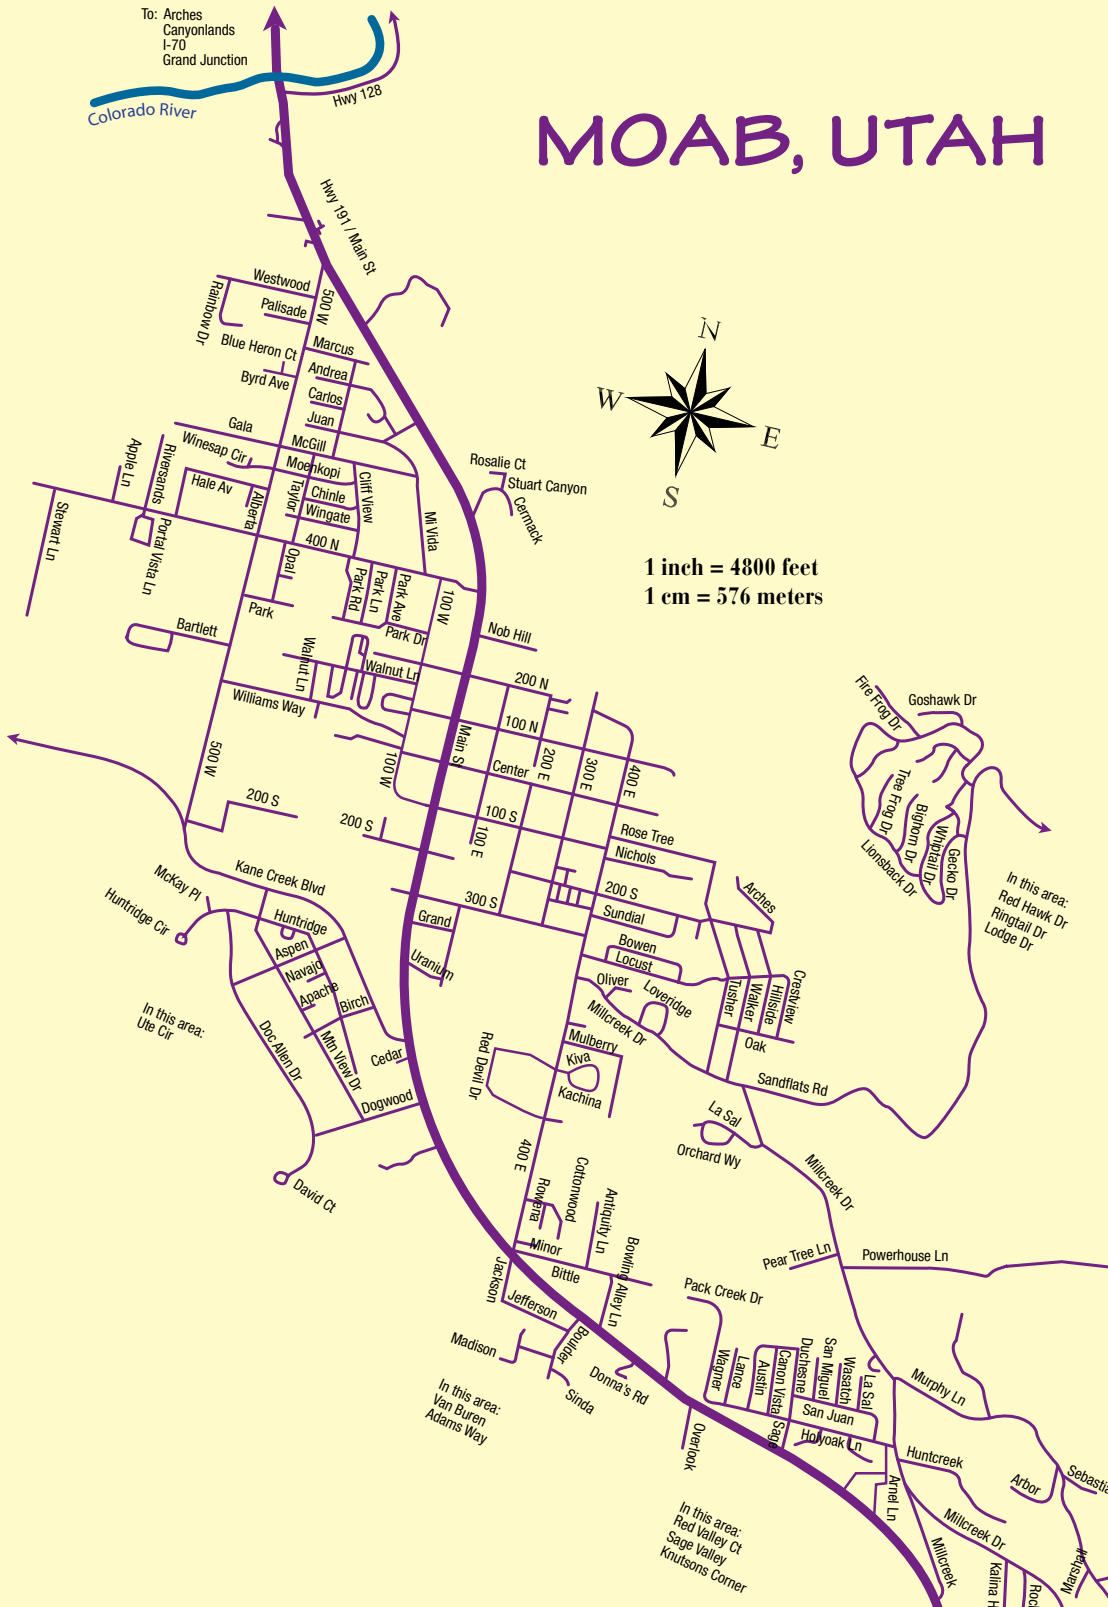 To: Arches
Canyonlands
I-70
Grand Junction
Colorado River
Hwy 128
MOAB, UTAH
Hwy 191 / Main St
Westwood
Rainbow Dr
500 W
Palisade
Blue Heron Ct
Marcus
Byrd Ave
Andrea
Carlos
Juan
Gala
McGill
Winesap Cir
Apple Ln
Riversands
Moenkopi
Hale Av
Alberta
Taylor
Chinle
Wingate
Cliff View
Mi Vida
Rosalie Ct
Stuart Canyon
Cermack
N
W
E
S
1 inch = 4800 feet
1 cm = 576 meters
Stewart Ln
Portal Vista Ln
400 N
Opal
Park Rd
Park Ln
Park Ave
100 W
Park
Bartlett
Park Dr
Nob Hill
Walnut Ln
Walnut Ln
200 N
Williams Way
100 N
Main St
500 W
100 W
Center
200 E
300 E
400 E
Fire Frog Dr
Goshawk Dr
Tree Frog Dr
Bighorn Dr
Whiptail Dr
Gecko Dr
Lionsback Dr
In this area:
Red Hawk Dr
Ringtail Dr
Lodge Dr
200 S
200 S
100 S
100 E
Rose Tree
Nichols
Kane Creek Blvd
McKay Pl
Huntridge Cir
Huntridge
300 S
200 S
Arches
Grand
Sundial
Aspen
Navajo
Apache
Birch
Uranium
Bowen
Locust
Oliver
Loveridge
Millcreek Dr
Tusher
Walker
Hillside
Crestview
In this area:
Ute Cir
Doc Allen Dr
Mtn View Dr
Cedar
Dogwood
Red Devil Dr
Mulberry
Kiva
Kachina
Oak
Sandflats Rd
La Sal
Orchard Wy
David Ct
400 E
Millcreek Dr
Rowena
Cottonwood
Antiquity Ln
Minor
Bittle
Bowling Alley Ln
Pear Tree Ln
Powerhouse Ln
Jackson
Jefferson
Pack Creek Dr
Madison
Boulder
Sinda
Donna's Rd
Wagner
Lance
Austin
Canon Vista
Duchesne
San Miguel
Wasatch
La Sal
Murphy Ln
San Juan
In this area:
Van Buren
Adams Way
Overlook
Sage
Holyoak Ln
Huntcreek
Arnel Ln
Arbor
Sebastia
In this area:
Red Valley Ct
Sage Valley
Knutsons Corner
Millcreek Dr
Millcreek
Kalina H
Roc
Marshall